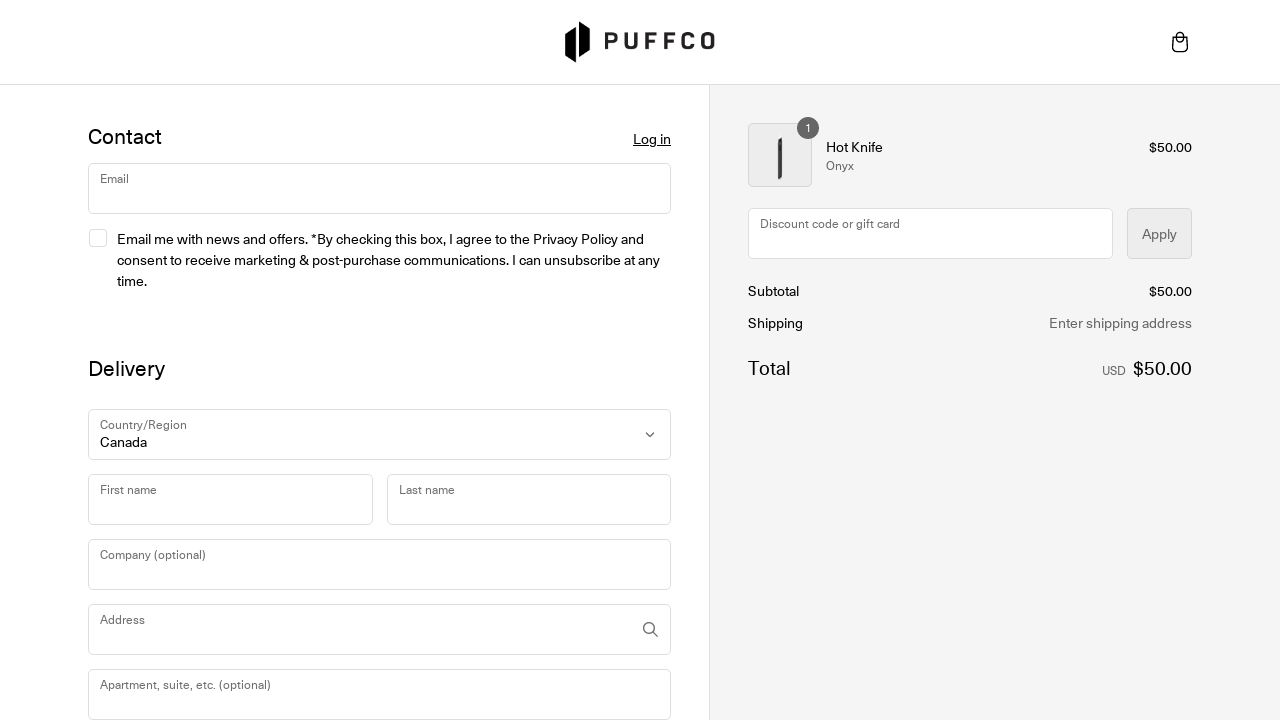 PUFFCO
Contact
Log in
Email
Email me with news and offers. *By checking this box, I agree to the Privacy Policy and
consent to receive marketing & post-purchase communications. I can unsubscribe at any
time.
Delivery
Country/Region
Canada
First name
Last name
Company (optional)
Address
Apartment, suite, etc. (optional)
1
Hot Knife
$50.00
Onyx
Discount code or gift card
Apply
Subtotal
$50.00
Shipping
Enter shipping address
Total
USD $50.00